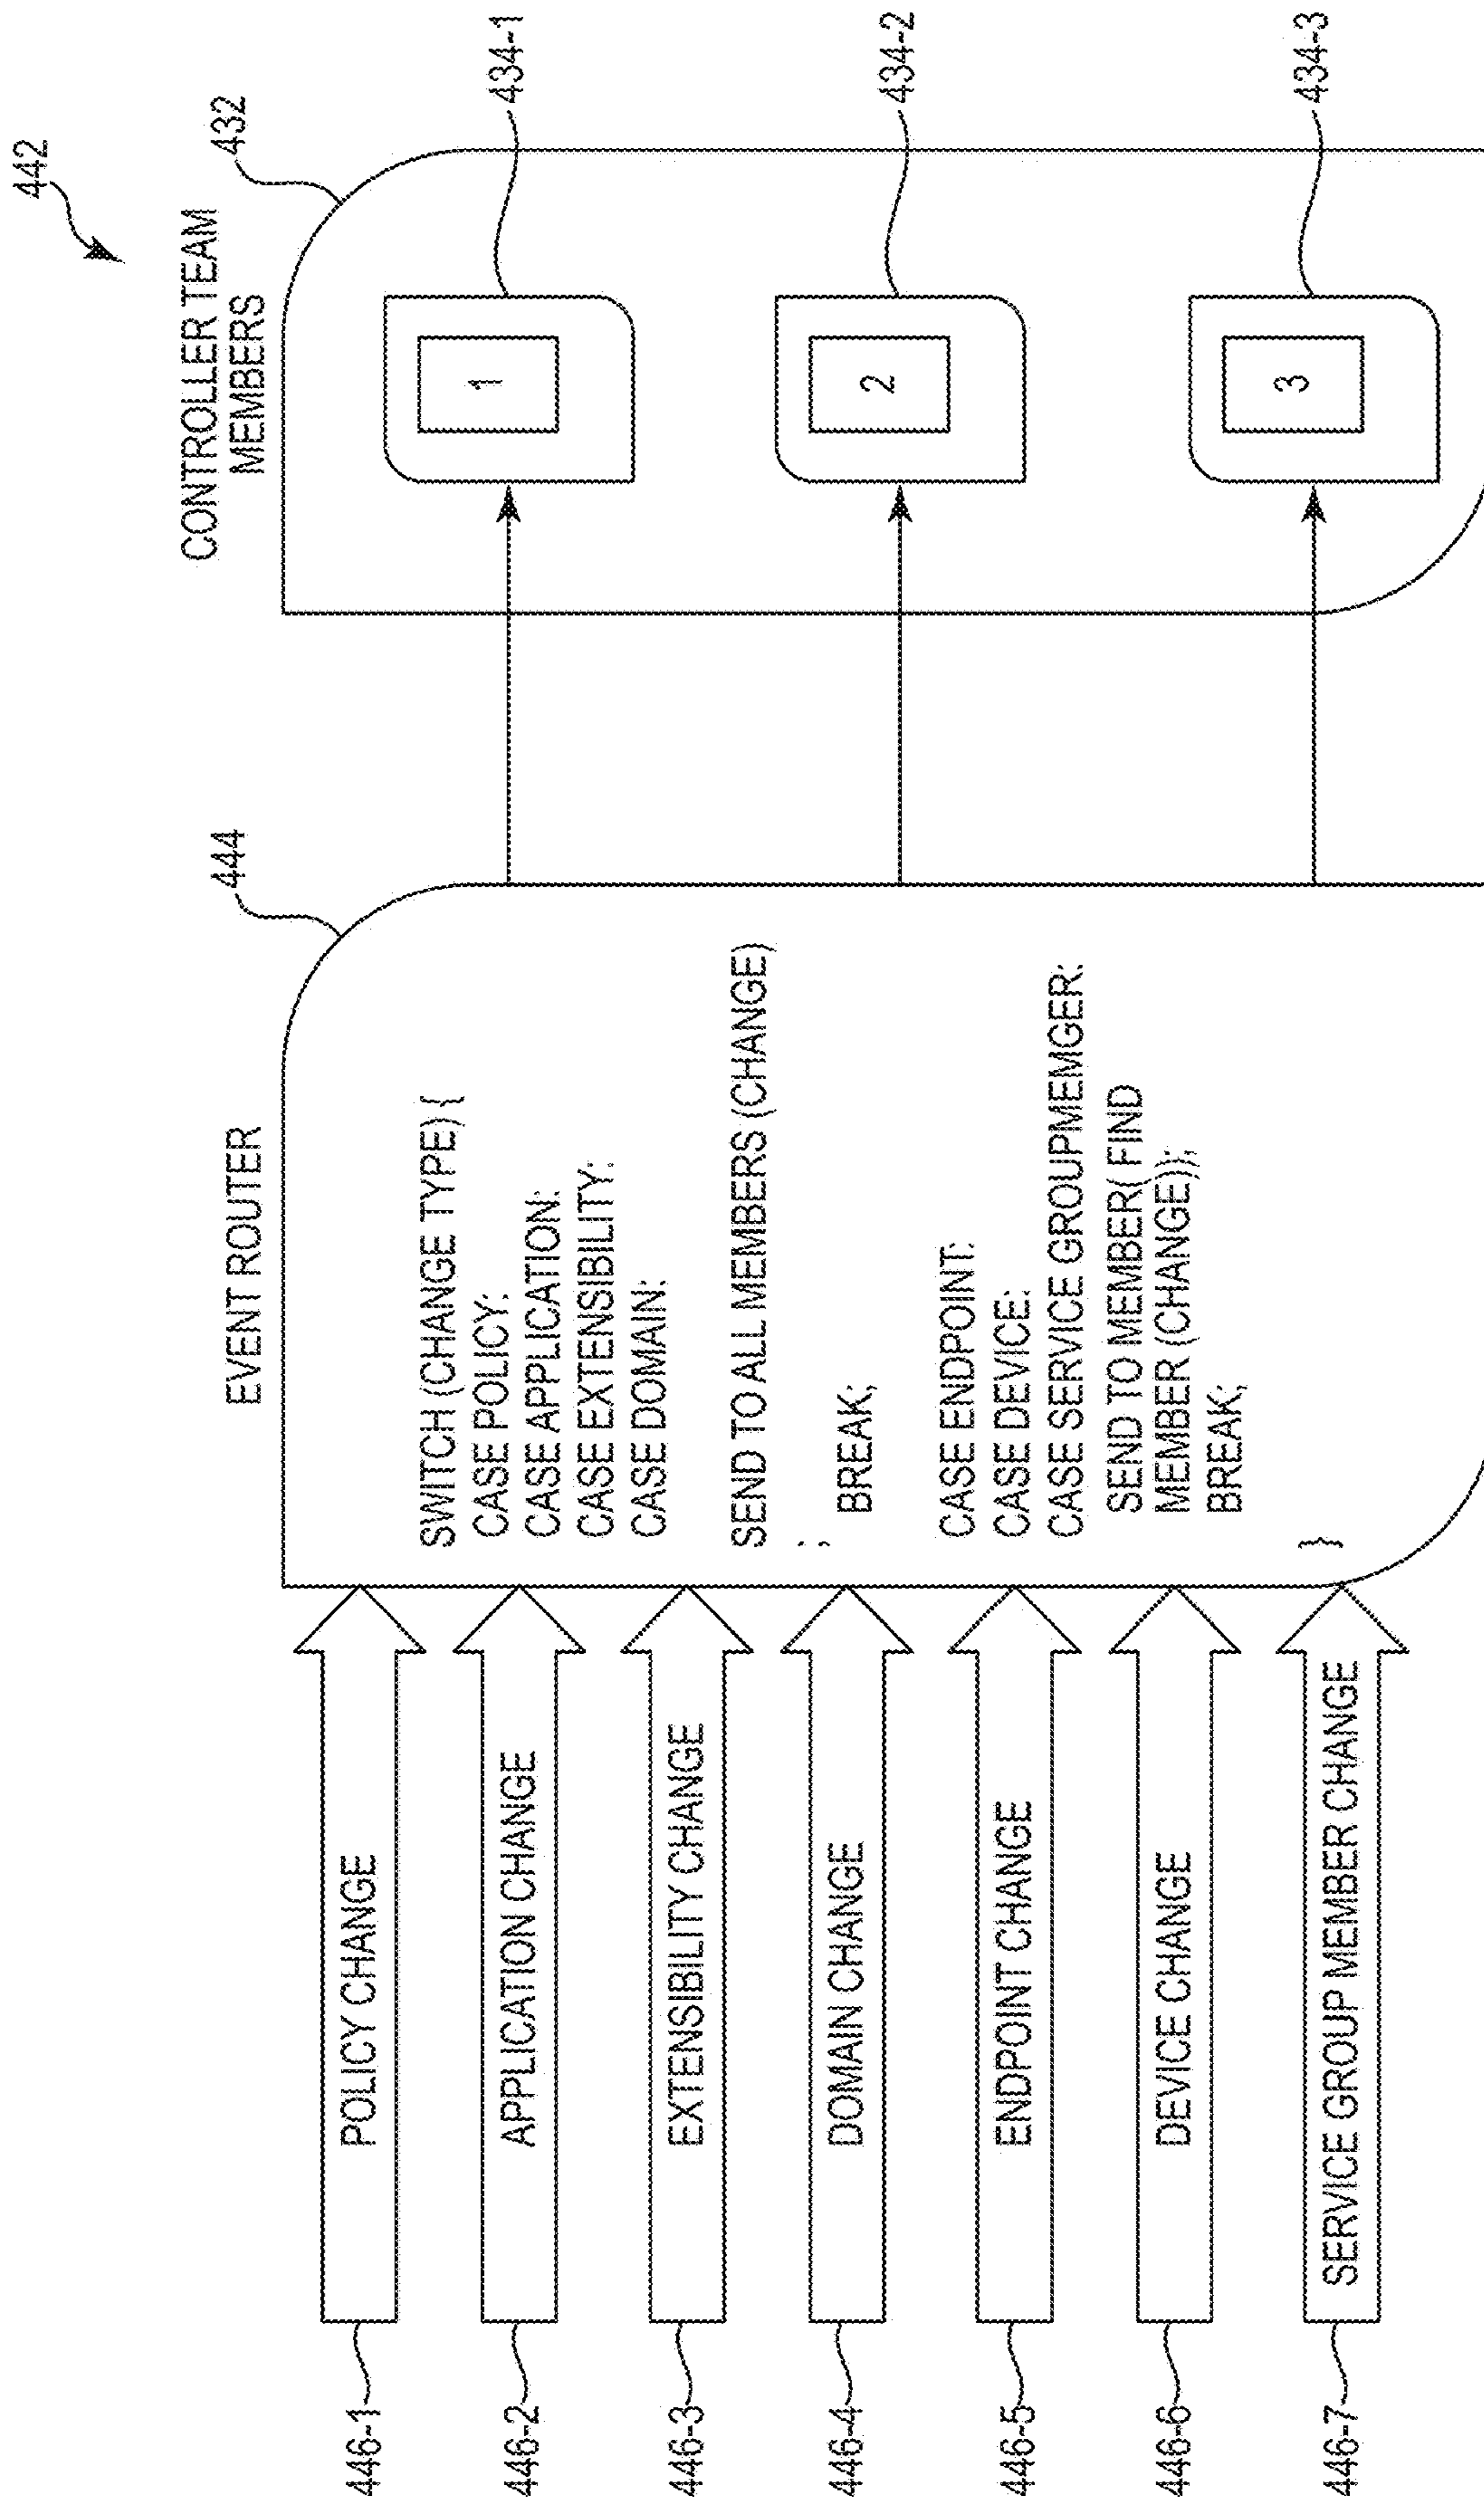 442
CONTROLLER TEAM
MEMBERS
432
EVENT ROUTER
444
446-1
POLICY CHANGE
446-2
APPLICATION CHANGE
446-3
EXTENSIBILITY CHANGE
446-4
DOMAIN CHANGE
446-5
ENDPOINT CHANGE
446-6
DEVICE CHANGE
446-7
SERVICE GROUP MEMBER CHANGE
SWITCH (CHANGE TYPE) {
CASE POLICY:
CASE APPLICATION:
CASE EXTENSIBILITY:
CASE DOMAIN:
SEND TO ALL MEMBERS (CHANGE)
;
BREAK;
CASE ENDPOINT:
CASE DEVICE:
CASE SERVICE GROUPMEMGER:
SEND TO MEMBER( FIND
MEMBER (CHANGE));
BREAK;
}
1
434-1
2
434-2
3
434-3